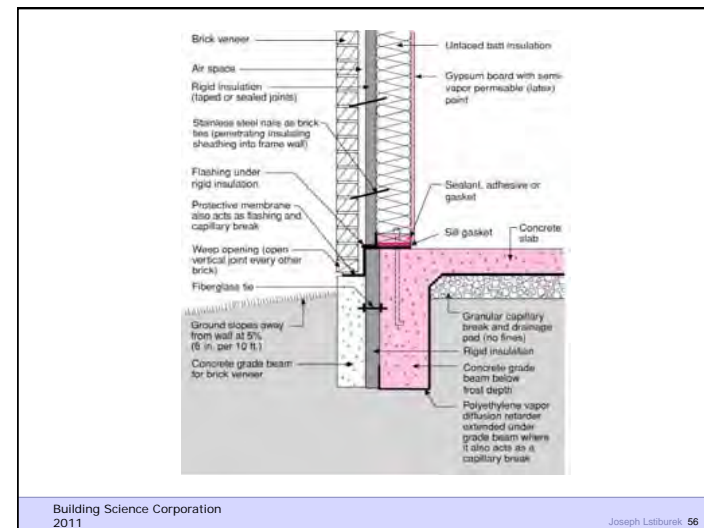 Brick veneer
Air space
Rigid insulation
(taped or sealed joints)
Stainless steel nails as brick
ties (penetrating insulating
sheathing into frame wall)
Flashing under
rigid insulation
Protective membrane
also acts as flashing and
capillary break
Weep opening (open
vertical joint every other
brick)
Fiberglass tie
Ground slopes away
from wall at 5%
(6 in. per 10 ft.)
Concrete grade beam
for brick veneer
Unfaced batt insulation
Gypsum board with semi-
vapor permeable (latex)
point
Sealant, adhesive or
gasket
Sill gasket
Concrete
slab
Granular capillary
break and drainage
pad (no fines)
Rigid insulation
Concrete grade
beam below
frost depth
Polyethylene vapor
diffusion retarder
extended under
grade beam where
it also acts as a
capillary break
Building Science Corporation
2011
Joseph Lstiburek 56